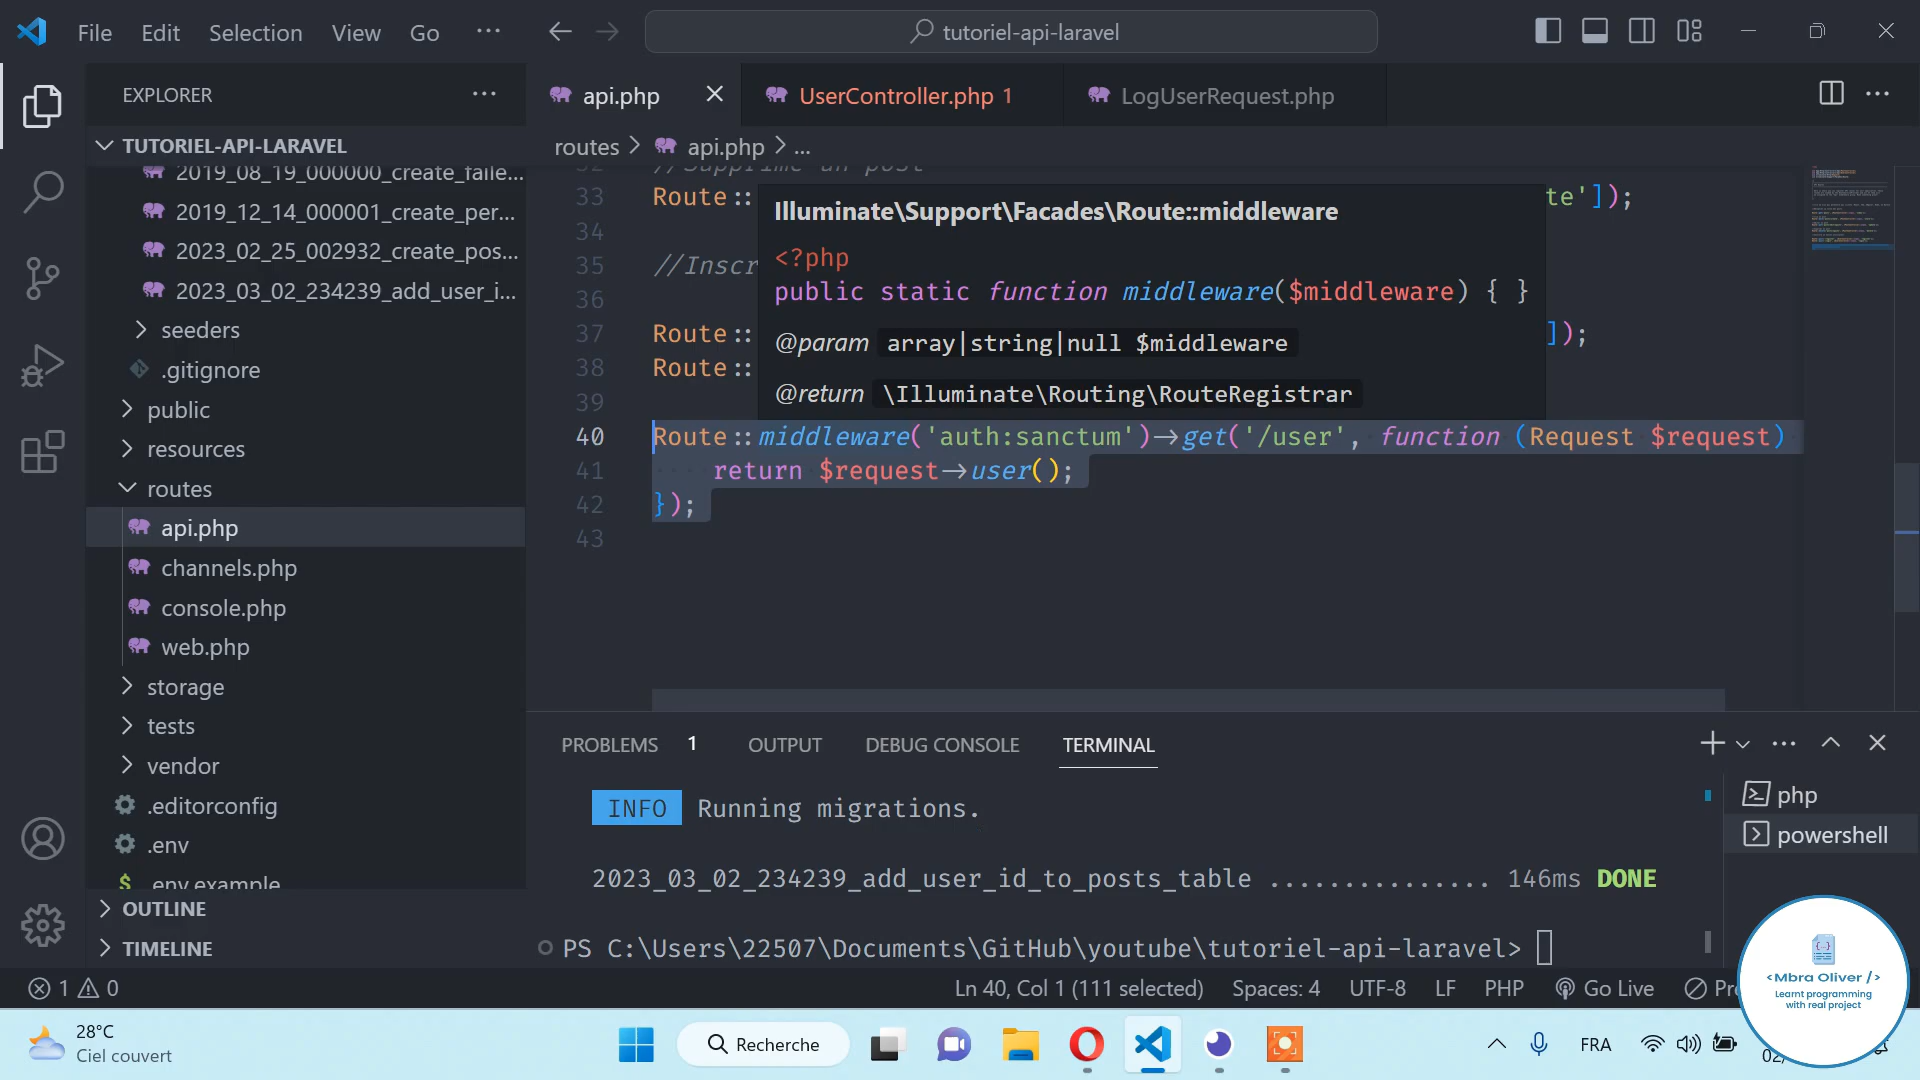 File Edit Selection View Go ...
tutoriel-api-laravel
EXPLORER
TUTORIEL-API-LARAVEL
2019_08_19_000000_create_faile...
2019_12_14_000001_create_per...
2023_02_25_002932_create_pos...
2023_03_02_234239_add_user_i...
seeders
.gitignore
public
resources
routes
api.php
channels.php
console.php
web.php
storage
tests
vendor
.editorconfig
.env
.env.example
OUTLINE
TIMELINE
api.php UserController.php 1 LogUserRequest.php
routes > api.php > ...
32 //Supprime un post
33 Route:: te']);
34
35 //Inscr
36
37 Route:: ]);
38 Route::
39
40 Route::middleware('auth:sanctum')->get('/user', function (Request $request)
41 return $request->user();
42 });
43
Illuminate\Support\Facades\Route::middleware
<?php
public static function middleware($middleware) { }
@param array|string|null $middleware
@return \Illuminate\Routing\RouteRegistrar
PROBLEMS 1 OUTPUT DEBUG CONSOLE TERMINAL
INFO Running migrations.
2023_03_02_234239_add_user_id_to_posts_table ............... 146ms DONE
PS C:\Users\22507\Documents\GitHub\youtube\tutoriel-api-laravel>
php
powershell
1 0
Ln 40, Col 1 (111 selected) Spaces: 4 UTF-8 LF PHP Go Live
<Mbra Oliver />
Learnt programming
with real project
28°C
Ciel couvert
Recherche
FRA